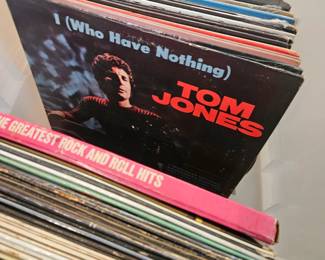 I (Who Have Nothing)
TOM
JONES
THE GREATEST ROCK AND ROLL HITS